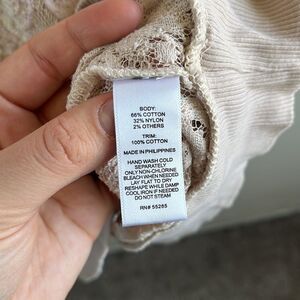 BODY:
66% COTTON
32% NYLON
2% OTHERS
TRIM:
100% COTTON
MADE IN PHILIPPINES
HAND WASH COLD
SEPARATELY
ONLY NON-CHLORINE
BLEACH WHEN NEEDED
LAY FLAT TO DRY
RESHAPE WHILE DAMP
COOL IRON IF NEEDED
DO NOT STEAM
RN# 55285